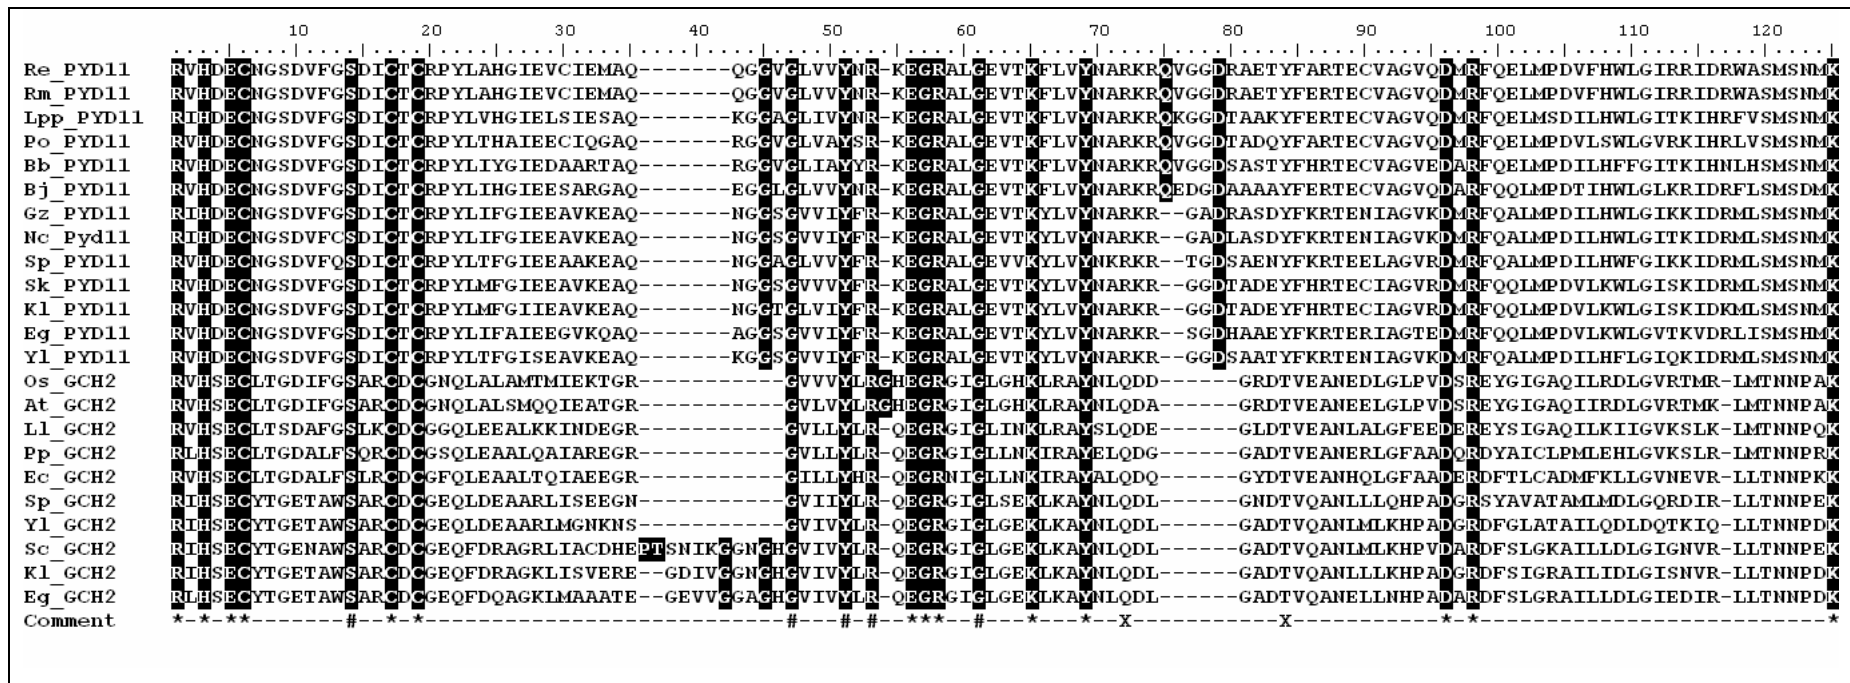 10 20 30 40 50 60 70 80 90 100 110 120
Re_PYD11 RVHDECNGSDVFGSDICTCRPYLAHGIEVCIEMAQ-------QGGVGLVVYNR-KEGRALGEVTKFLVYNARKRQVGGDRAETYFARTECVAGVQDMRFQELMPDVFHWLGIRRIDRWASMSNMK
Rm_PYD11 RVHDECNGSDVFGSDICTCRPYLAHGIEVCIEMAQ-------QGGVGLVVYNR-KEGRALGEVTKFLVYNARKRQVGGDRAETYFERTECVAGVQDMRFQELMPDVFHWLGIRRIDRWASMSNMK
Lpp_PYD11 RIHDECNGSDVFGSDICTCRPYLVHGIELSIESAQ-------KGGAGLIVYNR-KEGRALGEVTKFLVYNARKRQKGGDTAAKYFERTECVAGVQDMRFQELMSDILHWLGITKIHRFVSMSNMK
Po_PYD11 RVHDECNGSDVFGSDICTCRPYLTHAIEECIQGAQ-------RGGVGLVAYSR-KEGRALGEVTKFLVYNARKRQVGGDTADQYFARTECVAGVQDMRFQELMPDVLSWLGVRKIHRLVSMSNMK
Bb_PYD11 RVHDECNGSDVFGSDICTCRPYLIYGIEDAARTAQ-------RGGVGLIAYYR-KEGRALGEVTKFLVYNARKRQVGGDSASTYFHRTECVAGVEDARFQELMPDILHFFGITKIHNLHSMSNMK
Bj_PYD11 RVHDECNGSDVFGSDICTCRPYLIHGIEESARGAQ-------EGGLGLVVYNR-KEGRALGEVTKFLVYNARKRQEDGDAAAAYFERTECVAGVQDARFQQLMPDTIHWLGLKRIDRFLSMSDMK
Gz_PYD11 RIHDECNGSDVFGSDICTCRPYLIFGIEEAVKEAQ-------NGGSGVVIYFR-KEGRALGEVTKYLVYNARKR--GADRASDYFKRTENIAGVKDMRFQALMPDILHWLGIKKIDRMLSMSNMK
Nc_Pyd11 RIHDECNGSDVFCSDICTCRPYLIFGIEEAVKEAQ-------NGGSGVVIYFR-KEGRALGEVTKYLVYNARKR--GADLASDYFKRTENIAGVKDMRFQALMPDILHWLGITKIDRMLSMSNMK
Sp_PYD11 RIHDECNGSDVFQSDICTCRPYLTFGIEEAAKEAQ-------NGGAGLVVYFR-KEGRALGEVVKYLVYNKRKR--TGDSAENYFKRTEELAGVRDMRFQALMPDILHWFGIKKIDRMLSMSNMK
Sk_PYD11 RVHDECNGSDVFGSDICTCRPYLMFGIEEAVKEAQ-------NGGSGVVVYFR-KEGRALGEVTKYLVYNARKR--GGDTADEYFHRTECIAGVRDMRFQQLMPDVLKWLGISKIDRMLSMSNMK
Kl_PYD11 RVHDECNGSDVFGSDICTCRPYLMFGIIEAVKEAQ-------NGGTGLVIYFR-KEGRALGEVTKYLVYNARKR--GGDTADEYFHRTECIAGVRDMRFQQLMPDVLKWLGISKIDKMLSMSNMK
Eg_PYD11 RVHDECNGSDVFGSDICTCRPYLIFAIEEGVKQAQ-------AGGSGVVIYFR-KEGRALGEVTKYLVYNARKR--SGDHAAEYFKRTERIAGTEDMRFQQLMPDVLKWLGVTKVDRLISMSHMK
Yl_PYD11 RVHDECNGSDVFGSDICTCRPYLTFGISEAVKEAQ-------KGGSGVVIYFR-KEGRALGEVTKYLVYNARKR--GGDSAATYFKRTENIAGVKDMRFQALMPDILHFLGIQKIDRMLSMSNMK
Os_GCH2 RVHSECLTGDIFGSARCDCGNQLALAMTMIEKTGR-----------GVVVYLRGHEGRGIGLGHKLRAYNLQDD------GRDTVEANEDLGLPVDSREYGIGAQILRDLGVRTMR-LMTNNPAK
At_GCH2 RVHSECLTGDIFGSARCDCGNQLALSMQQIEATGR-----------GVLVYLRGHEGRGIGLGHKLRAYNLQDA------GRDTVEANEELGLPVDSREYGIGAQIIRDLGVRTMK-LMTNNPAK
Ll_GCH2 RVHSECLTSDAFGSLKCDCGGQLEEALKKINDEGR-----------GVLLYLR-QEGRGIGLINKLRAYSLQDE------GLDTVEANLALGFEEDEREYSIGAQILKIIGVKSLK-LMTNNPQK
Pp_GCH2 RLHSECLTGDALFSQRCDCGSQLEAALQAIAREGR-----------GVLLYLR-QEGRGIGLLNKIRAYELQDG------GADTVEANERLGFAADQRDYAICLPMLEHLGVKSLR-LMTNNPRK
Ec_GCH2 RVHSECLTGDALFSLRCDCGFQLEAALTQIAEEGR-----------GILLYHR-QEGRNIGLLNKIRAYALQDQ------GYDTVEANHQLGFAADERDFTLCADMFKLLGVNEVR-LLTNNPKK
Sp_GCH2 RIHSECYTGETAWSARCDCGEQLDEAARLISEEGN-----------GVIIYLR-QEGRGIGLSEKLKAYNLQDL------GNDTVQANLLLQHPADGRSYAVATAMLMDLGQRDIR-LLTNNPEK
Yl_GCH2 RIHSECYTGETAWSARCDCGEQLDEAARLMGNKNS-----------GVIVYLR-QEGRGIGLGEKLKAYNLQDL------GADTVQANLMLKHPADGRDFGLATAILQDLDQTKIQ-LLTNNPDK
Sc_GCH2 RIHSECYTGENAWSARCDCGEQFDRAGRLIACDHEPTSNIKGGNGHGVIVYLR-QEGRGIGLGEKLKAYNLQDL------GADTVQANLMLKHPVDARDFSLGKAILLDLGIGNVR-LLTNNPEK
Kl_GCH2 RIHSECYTGETAWSARCDCGEQFDRAGKLISVERE--GDIVGGNGHGVIVYLR-QEGRGIGLGEKLKAYNLQDL------GADTVQANLLLKHPADGRDFSIGRAILIDLGISNVR-LLTNNPDK
Eg_GCH2 RLHSECYTGETAWSARCDCGEQFDQAGKLMAAATE--GEVVGGAGHGVIVYLR-QEGRGIGLGEKLKAYNLQDL------GADTVQANELLNHPADARDFSLGRAILLDLGIEDIR-LLTNNPDK
Comment *-*-**-------#--*-*---------------------------#---#-#--***--#---*---*--X-----------X-----------*-*--------------------------*